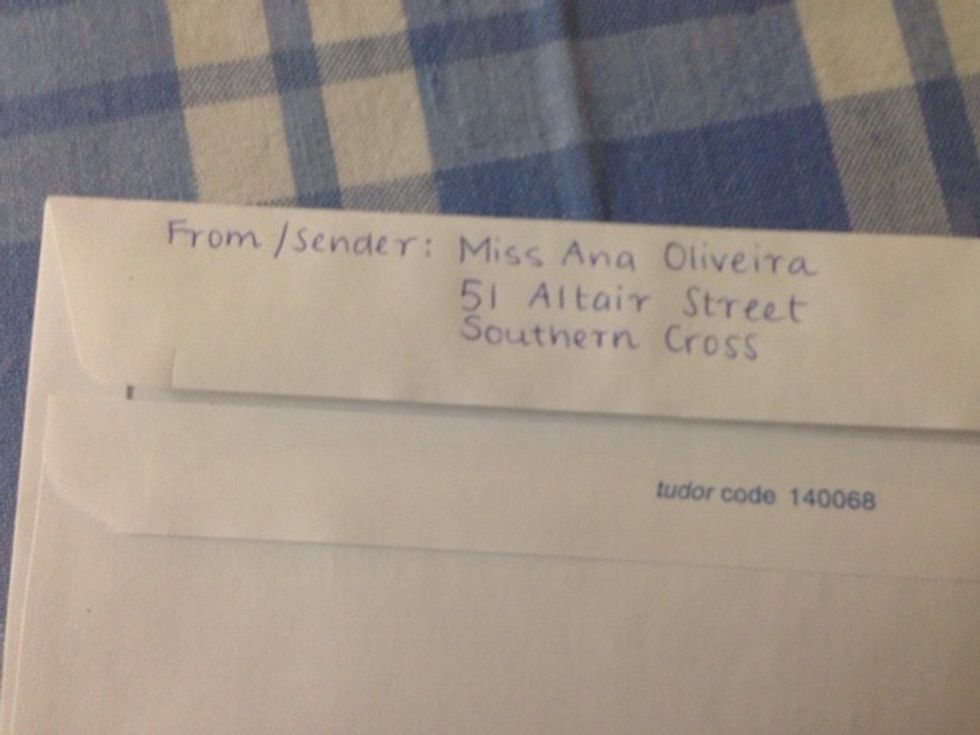 From/sender: Miss Ana Oliveira
51 Altair Street
Southern Cross
tudor code 140068